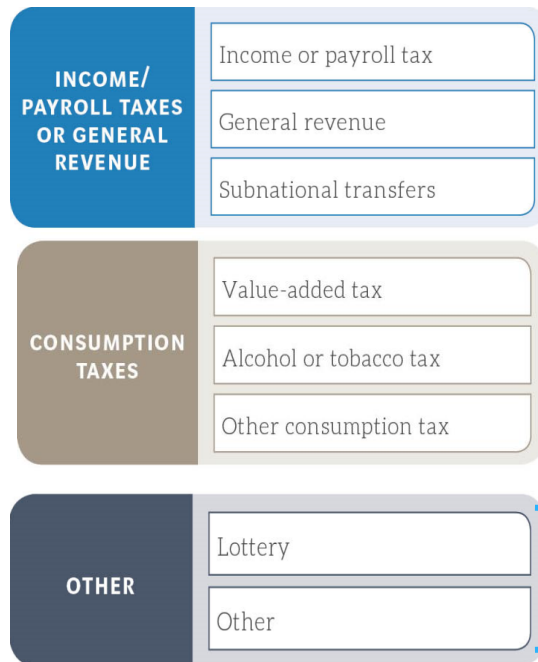 INCOME/
PAYROLL TAXES
OR GENERAL
REVENUE
Income or payroll tax
General revenue
Subnational transfers
CONSUMPTION
TAXES
Value-added tax
Alcohol or tobacco tax
Other consumption tax
OTHER
Lottery
Other